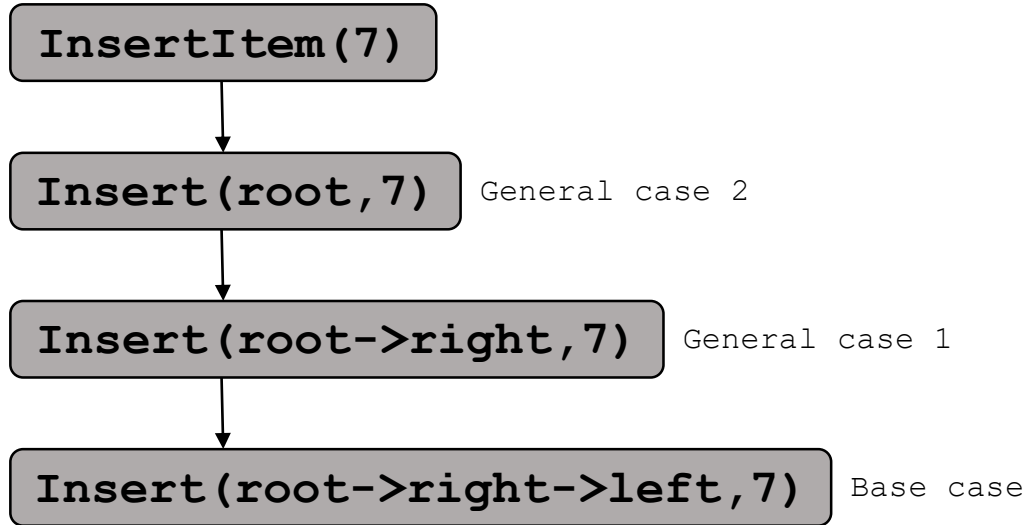 InsertItem(7)
Insert(root,7) General case 2
Insert(root->right,7) General case 1
Insert(root->right->left,7) Base case